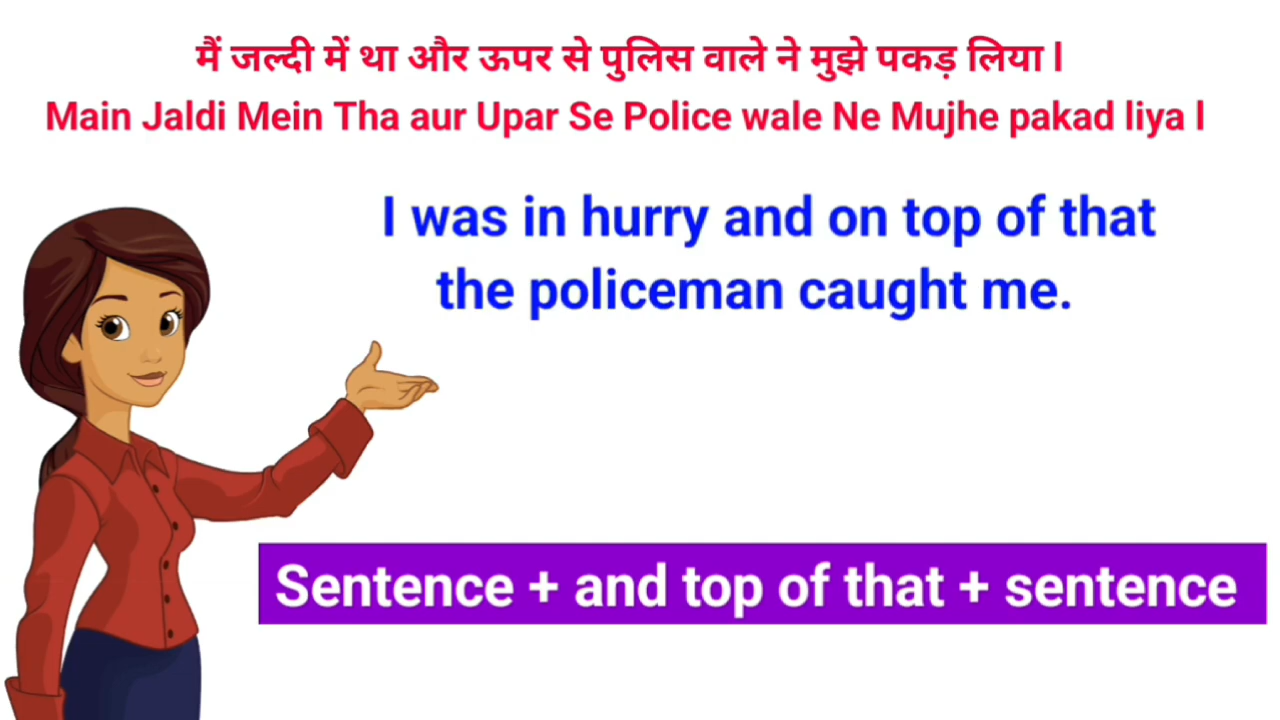 मैं जल्दी में था और ऊपर से पुलिस वाले ने मुझे पकड़ लिया l
Main Jaldi Mein Tha aur Upar Se Police wale Ne Mujhe pakad liya l
I was in hurry and on top of that
the policeman caught me.
Sentence + and top of that + sentence